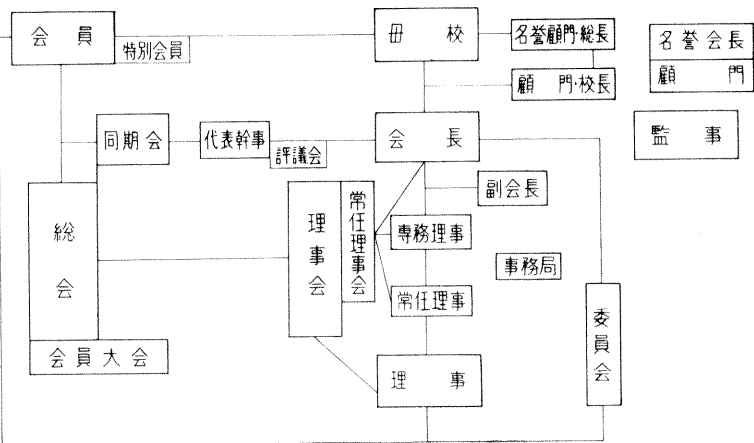 会員
特別会員
母校
名誉顧門・総長
顧門・校長
名誉会長
顧門
同期会
代表幹事
評議会
会長
監事
副会長
総会
理事会
常任理事会
専務理事
事務局
常任理事
委員会
会員大会
理事